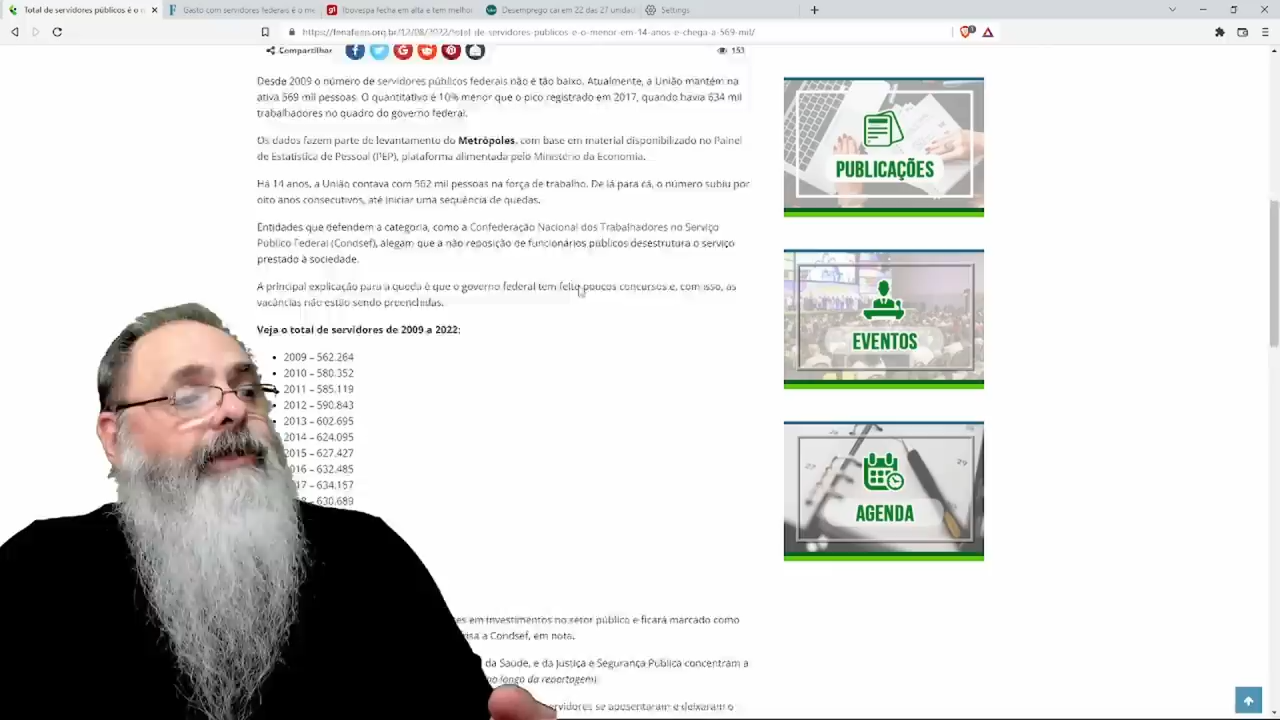 Total de servidores públicos é o
Gasto com servidores federais é o m
Ibovespa fecha em alta e tem melhor
Desemprego cai em 22 das 27 unidad
Settings
https://fenafeen.org.br/12/08/2022/total-de-servidores-publicos-e-o-menor-em-14-anos-e-chega-a-569-mil/
Compartilhar
153
Desde 2009 o número de servidores públicos federais não é tão baixo. Atualmente, a União mantém na
ativa 569 mil pessoas. O quantitativo é 10% menor que o pico registrado em 2017, quando havia 634 mil
trabalhadores no quadro do governo federal.
Os dados fazem parte de levantamento do Metrópoles, com base em material disponibilizado no Painel
de Estatística de Pessoal (PEP), plataforma alimentada pelo Ministério da Economia.
Há 14 anos, a União contava com 562 mil pessoas na força de trabalho. De lá para cá, o número subiu por
oito anos consecutivos, até iniciar uma sequência de quedas.
Entidades que defendem a categoria, como a Confederação Nacional dos Trabalhadores no Serviço
Público Federal (Condsef), alegam que a não reposição de funcionários públicos desestrutura o serviço
prestado à sociedade.
A principal explicação para a queda é que o governo federal tem feito poucos concursos e, com isso, as
vacâncias não estão sendo preenchidas.
Veja o total de servidores de 2009 a 2022:
2009 – 562.264
2010 – 580.352
2011 – 585.119
2012 – 590.843
2013 – 602.695
2014 – 624.095
2015 – 627.427
016 – 632.485
17 – 634.157
8 – 630.689
es em investimentos no setor público e ficará marcado como
isa a Condsef, em nota.
da Saúde, e da Justiça e Segurança Pública concentram a
no longo da reportagem)
servidores se aposentaram e deixaram o
PUBLICAÇÕES
EVENTOS
AGENDA